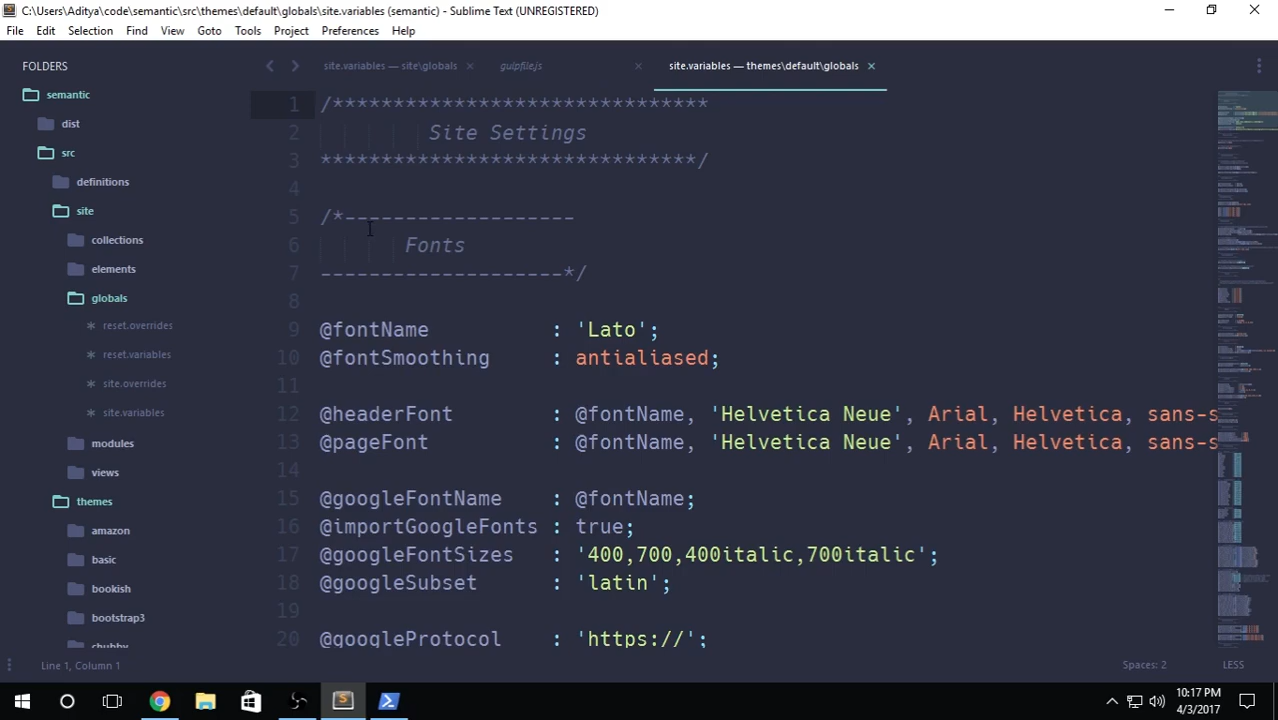 C:\Users\Aditya\code\semantic\src\themes\default\globals\site.variables (semantic) - Sublime Text (UNREGISTERED)
File Edit Selection Find View Goto Tools Project Preferences Help
FOLDERS
semantic
dist
src
definitions
site
collections
elements
globals
reset.overrides
reset.variables
site.overrides
site.variables
modules
views
themes
amazon
basic
bookish
bootstrap3
chubby
site.variables — site\globals
gulpfile.js
site.variables — themes\default\globals
1 /*******************************
2 Site Settings
3 *******************************/
4
5 /*-------------------
6 Fonts
7 --------------------*/
8
9 @fontName : 'Lato';
10 @fontSmoothing : antialiased;
11
12 @headerFont : @fontName, 'Helvetica Neue', Arial, Helvetica, sans-s
13 @pageFont : @fontName, 'Helvetica Neue', Arial, Helvetica, sans-s
14
15 @googleFontName : @fontName;
16 @importGoogleFonts : true;
17 @googleFontSizes : '400,700,400italic,700italic';
18 @googleSubset : 'latin';
19
20 @googleProtocol : 'https://';
Line 1, Column 1
Spaces: 2
LESS
10:17 PM
4/3/2017